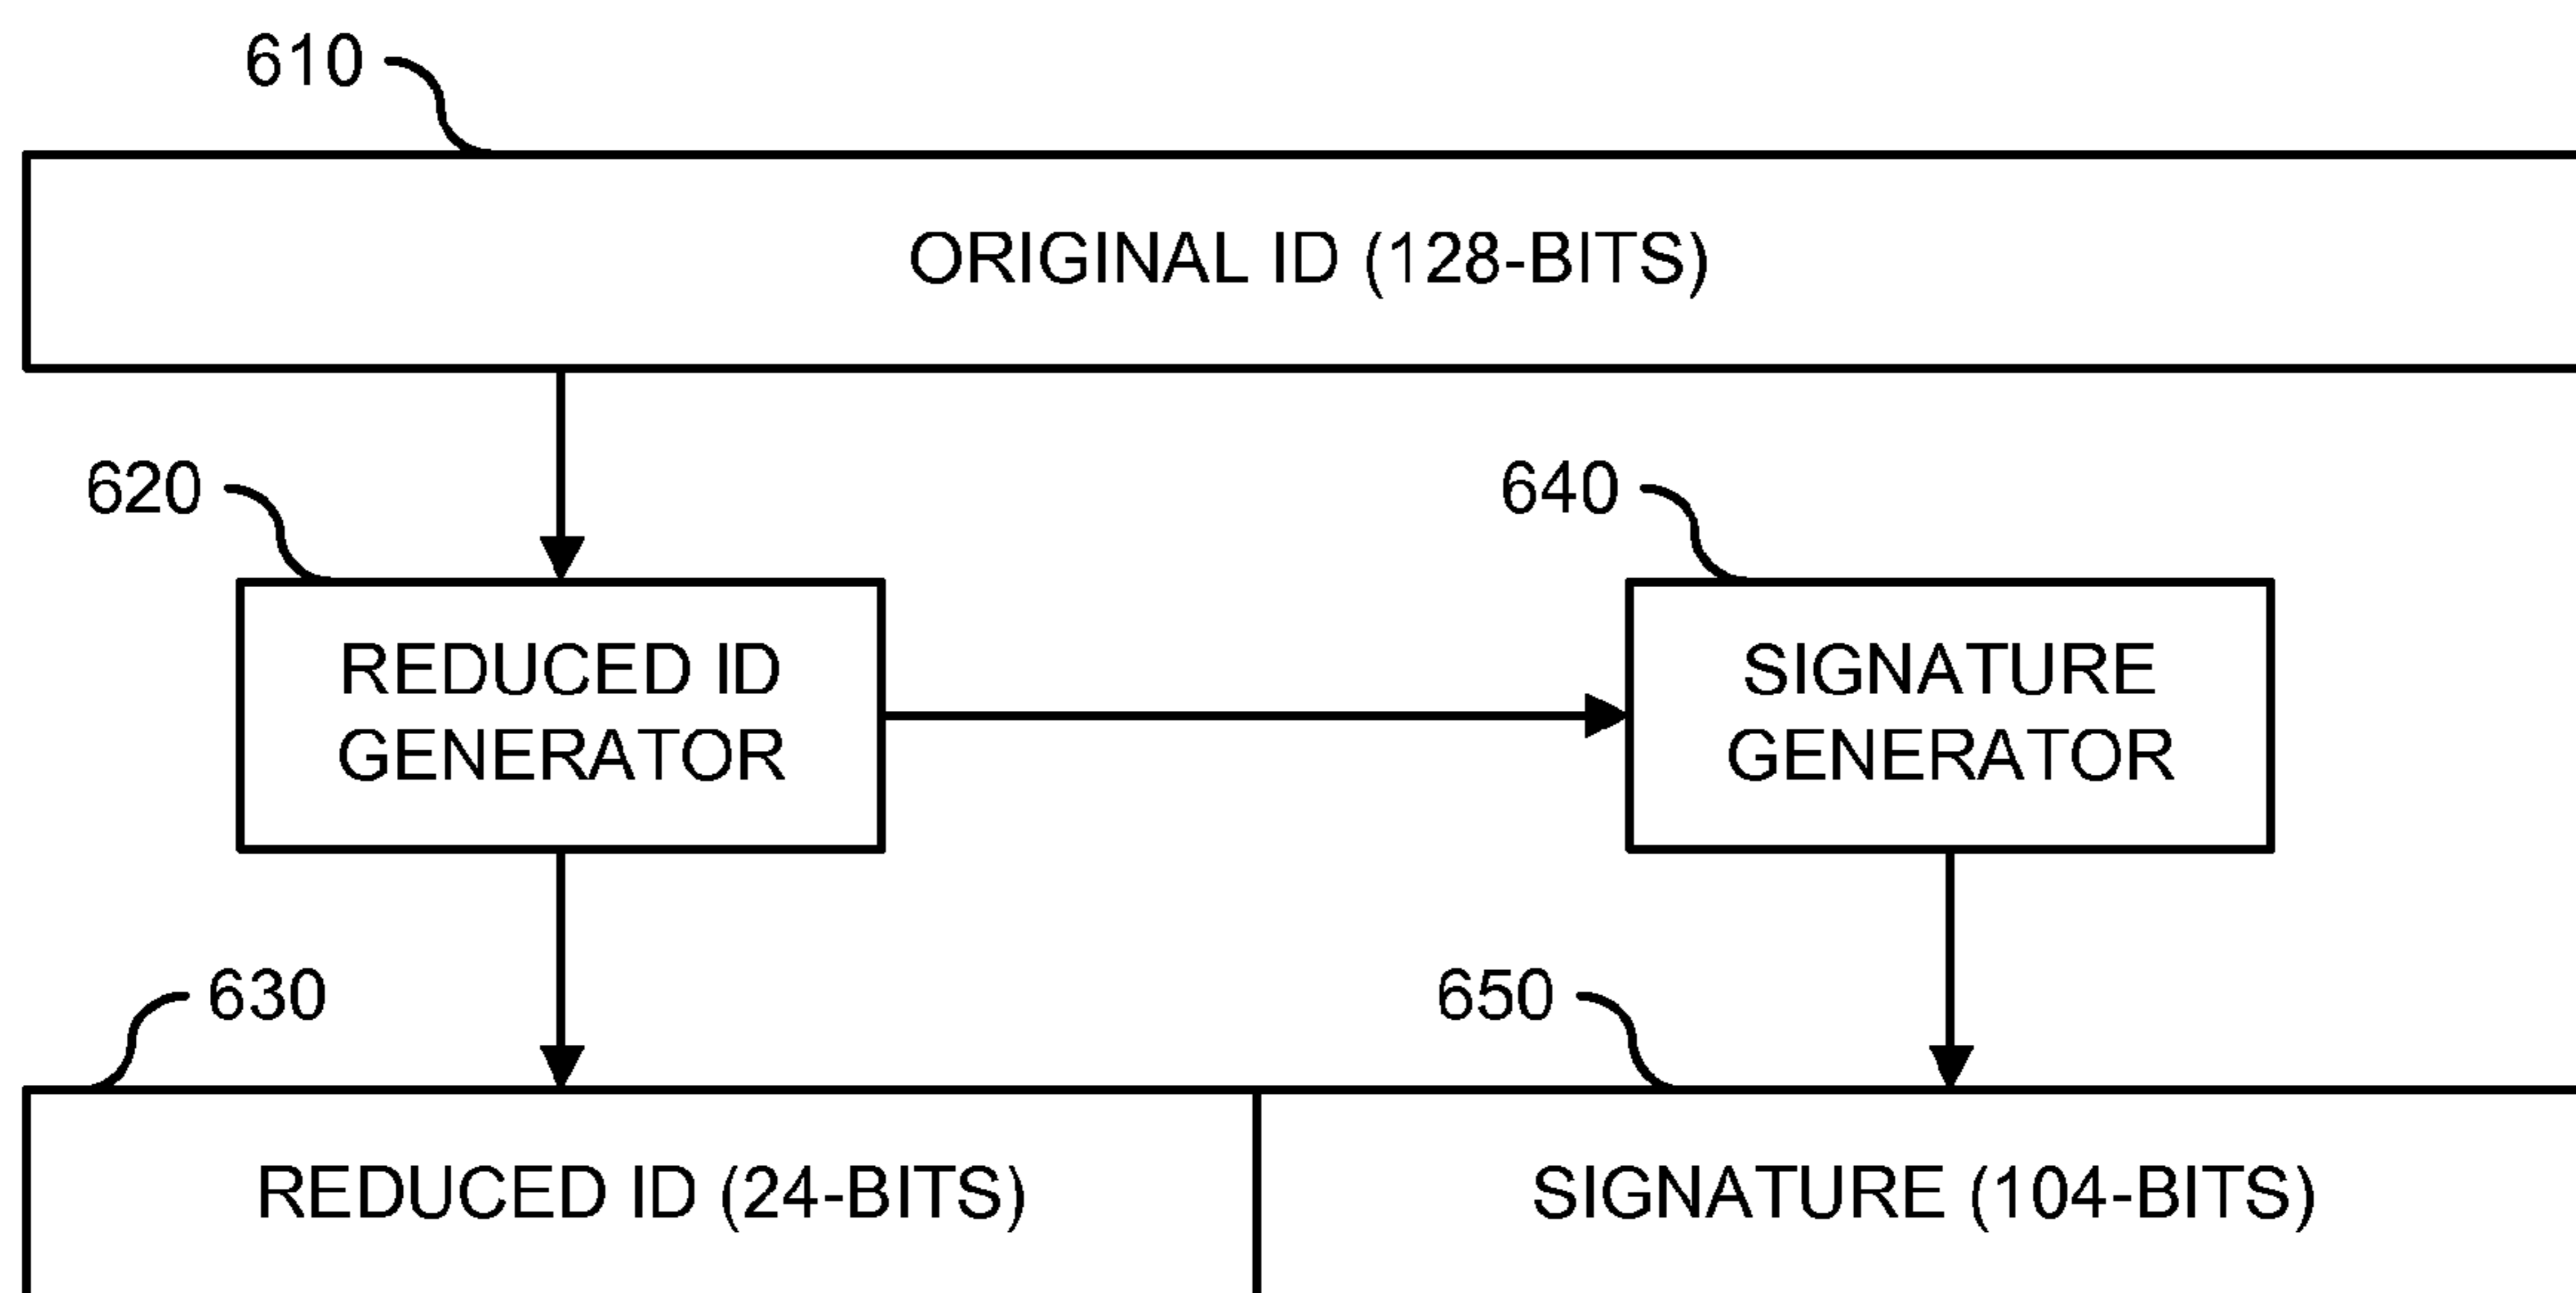 610
ORIGINAL ID (128-BITS)
620
640
REDUCED ID
GENERATOR
SIGNATURE
GENERATOR
630
650
REDUCED ID (24-BITS)
SIGNATURE (104-BITS)